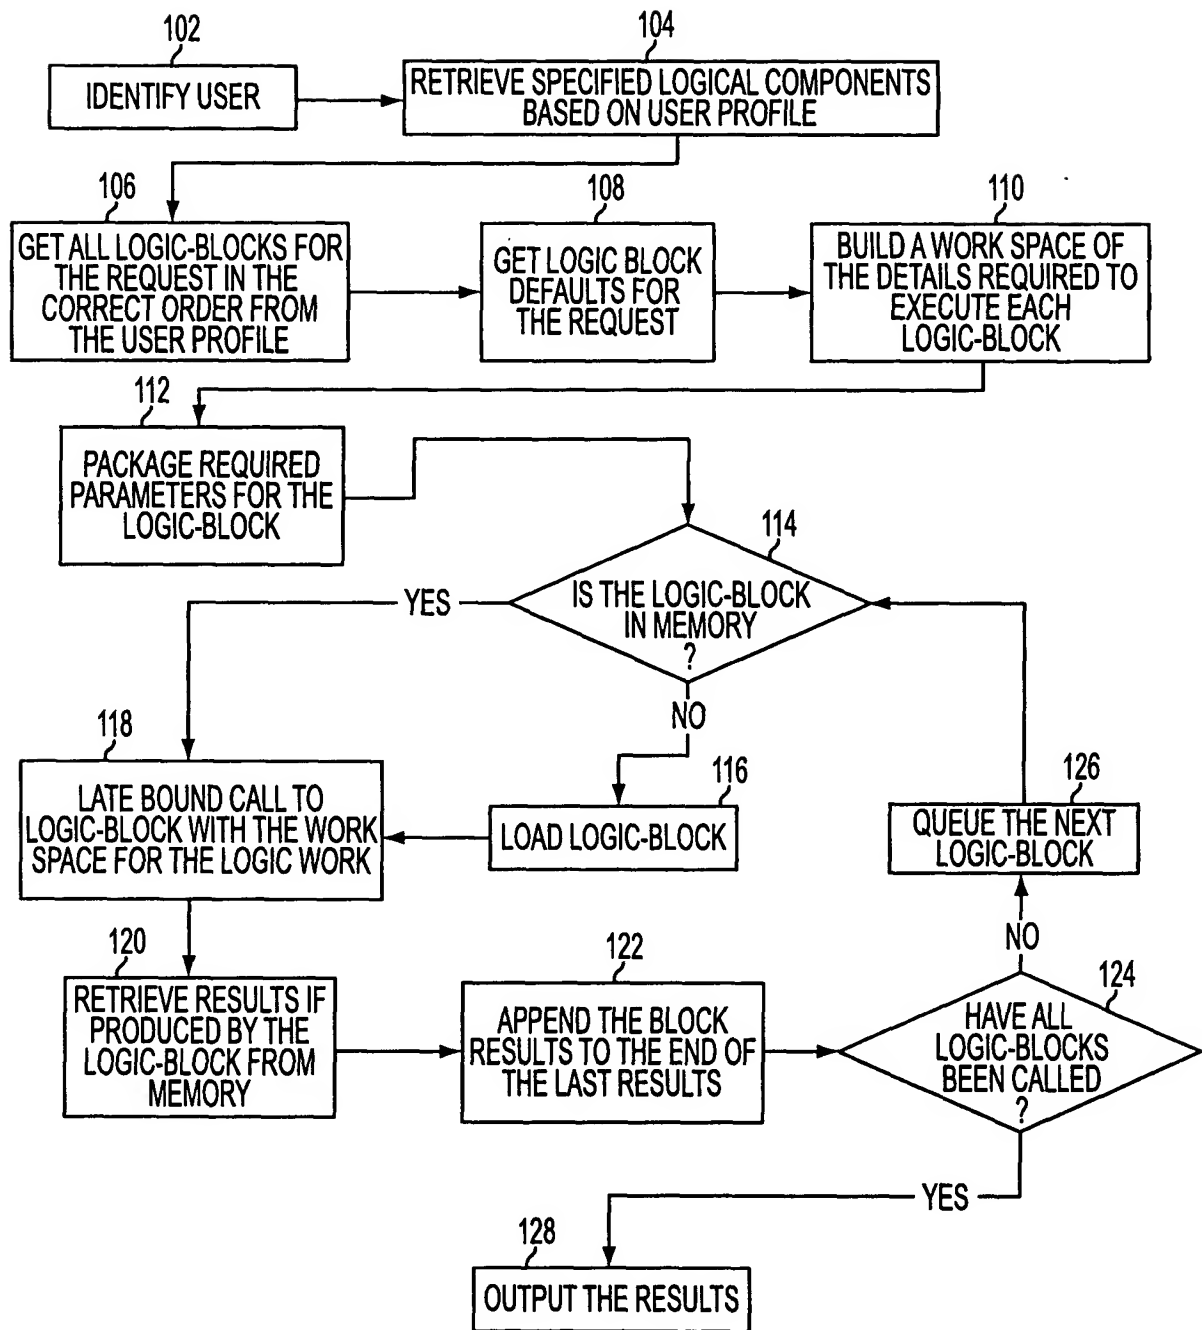 102
IDENTIFY USER
104
RETRIEVE SPECIFIED LOGICAL COMPONENTS
BASED ON USER PROFILE
106
GET ALL LOGIC-BLOCKS FOR
THE REQUEST IN THE
CORRECT ORDER FROM
THE USER PROFILE
108
GET LOGIC BLOCK
DEFAULTS FOR
THE REQUEST
110
BUILD A WORK SPACE OF
THE DETAILS REQUIRED TO
EXECUTE EACH
LOGIC-BLOCK
112
PACKAGE REQUIRED
PARAMETERS FOR THE
LOGIC-BLOCK
114
IS THE LOGIC-BLOCK
IN MEMORY
?
YES
NO
116
LOAD LOGIC-BLOCK
118
LATE BOUND CALL TO
LOGIC-BLOCK WITH THE WORK
SPACE FOR THE LOGIC WORK
120
RETRIEVE RESULTS IF
PRODUCED BY THE
LOGIC-BLOCK FROM
MEMORY
122
APPEND THE BLOCK
RESULTS TO THE END OF
THE LAST RESULTS
124
HAVE ALL
LOGIC-BLOCKS
BEEN CALLED
?
NO
126
QUEUE THE NEXT
LOGIC-BLOCK
YES
128
OUTPUT THE RESULTS